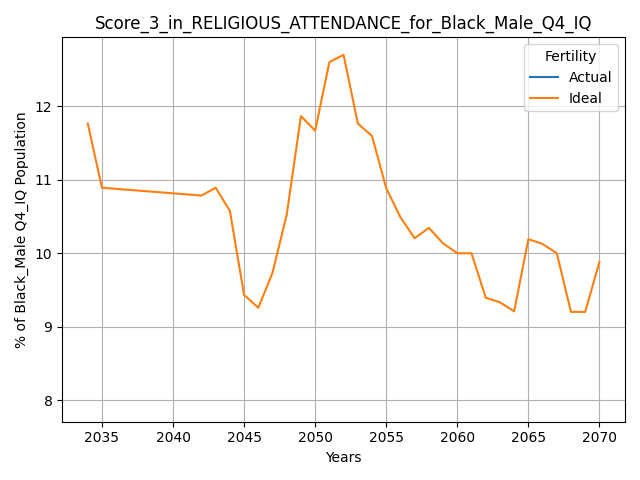 Score_3_in_RELIGIOUS_ATTENDANCE_for_Black_Male_Q4_IQ
Fertility
Actual
Ideal
% of Black_Male Q4_IQ Population
12
11
10
9
8
2035 2040 2045 2050 2055 2060 2065 2070
Years